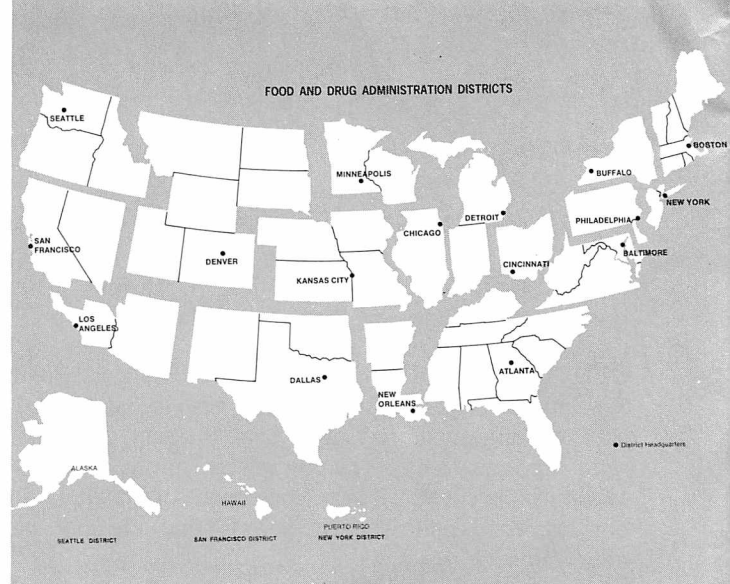 FOOD AND DRUG ADMINISTRATION DISTRICTS
SEATTLE
MINNEAPOLIS
BOSTON
BUFFALO
NEW YORK
DETROIT
PHILADELPHIA
CHICAGO
SAN
FRANCISCO
DENVER
BALTIMORE
CINCINNATI
KANSAS CITY
LOS
ANGELES
ATLANTA
DALLAS
NEW
ORLEANS
District Headquarters
ALASKA
HAWAII
PUERTO RICO
SEATTLE DISTRICT
SAN FRANCISCO DISTRICT
NEW YORK DISTRICT